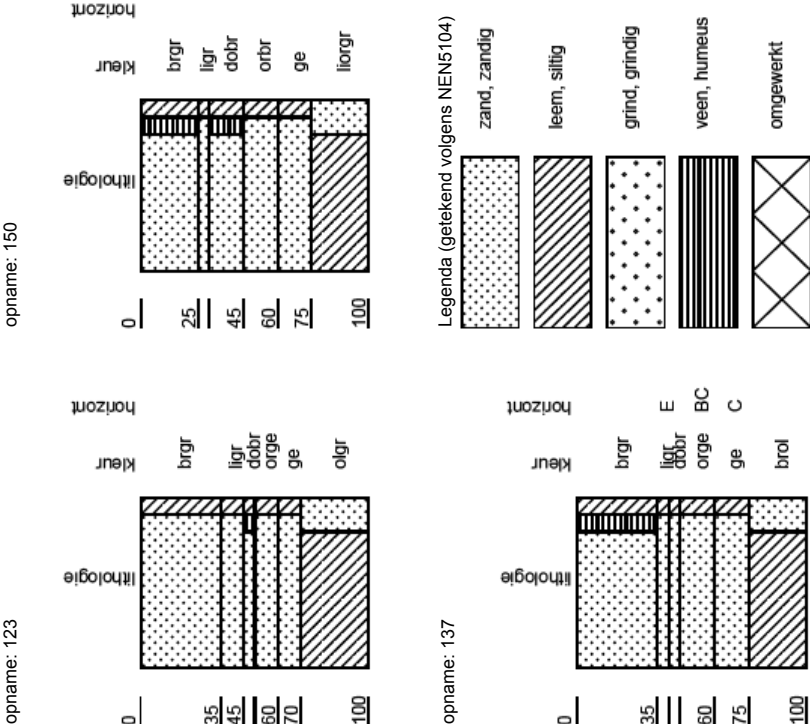 opname: 150
horizont
kleur
lithologie
brgr
ligr
dobr
orbr
ge
liorgr
0
25
45
60
75
100
Legenda (getekend volgens NEN5104)
zand, zandig
leem, siltig
grind, grindig
veen, humeus
omgewerkt
opname: 123
horizont
kleur
lithologie
brgr
ligr
dobr
orge
ge
olgr
0
35
45
60
70
100
opname: 137
horizont
kleur
lithologie
brgr
ligr
dobr
orge
ge
brol
E
BC
C
0
35
60
75
100